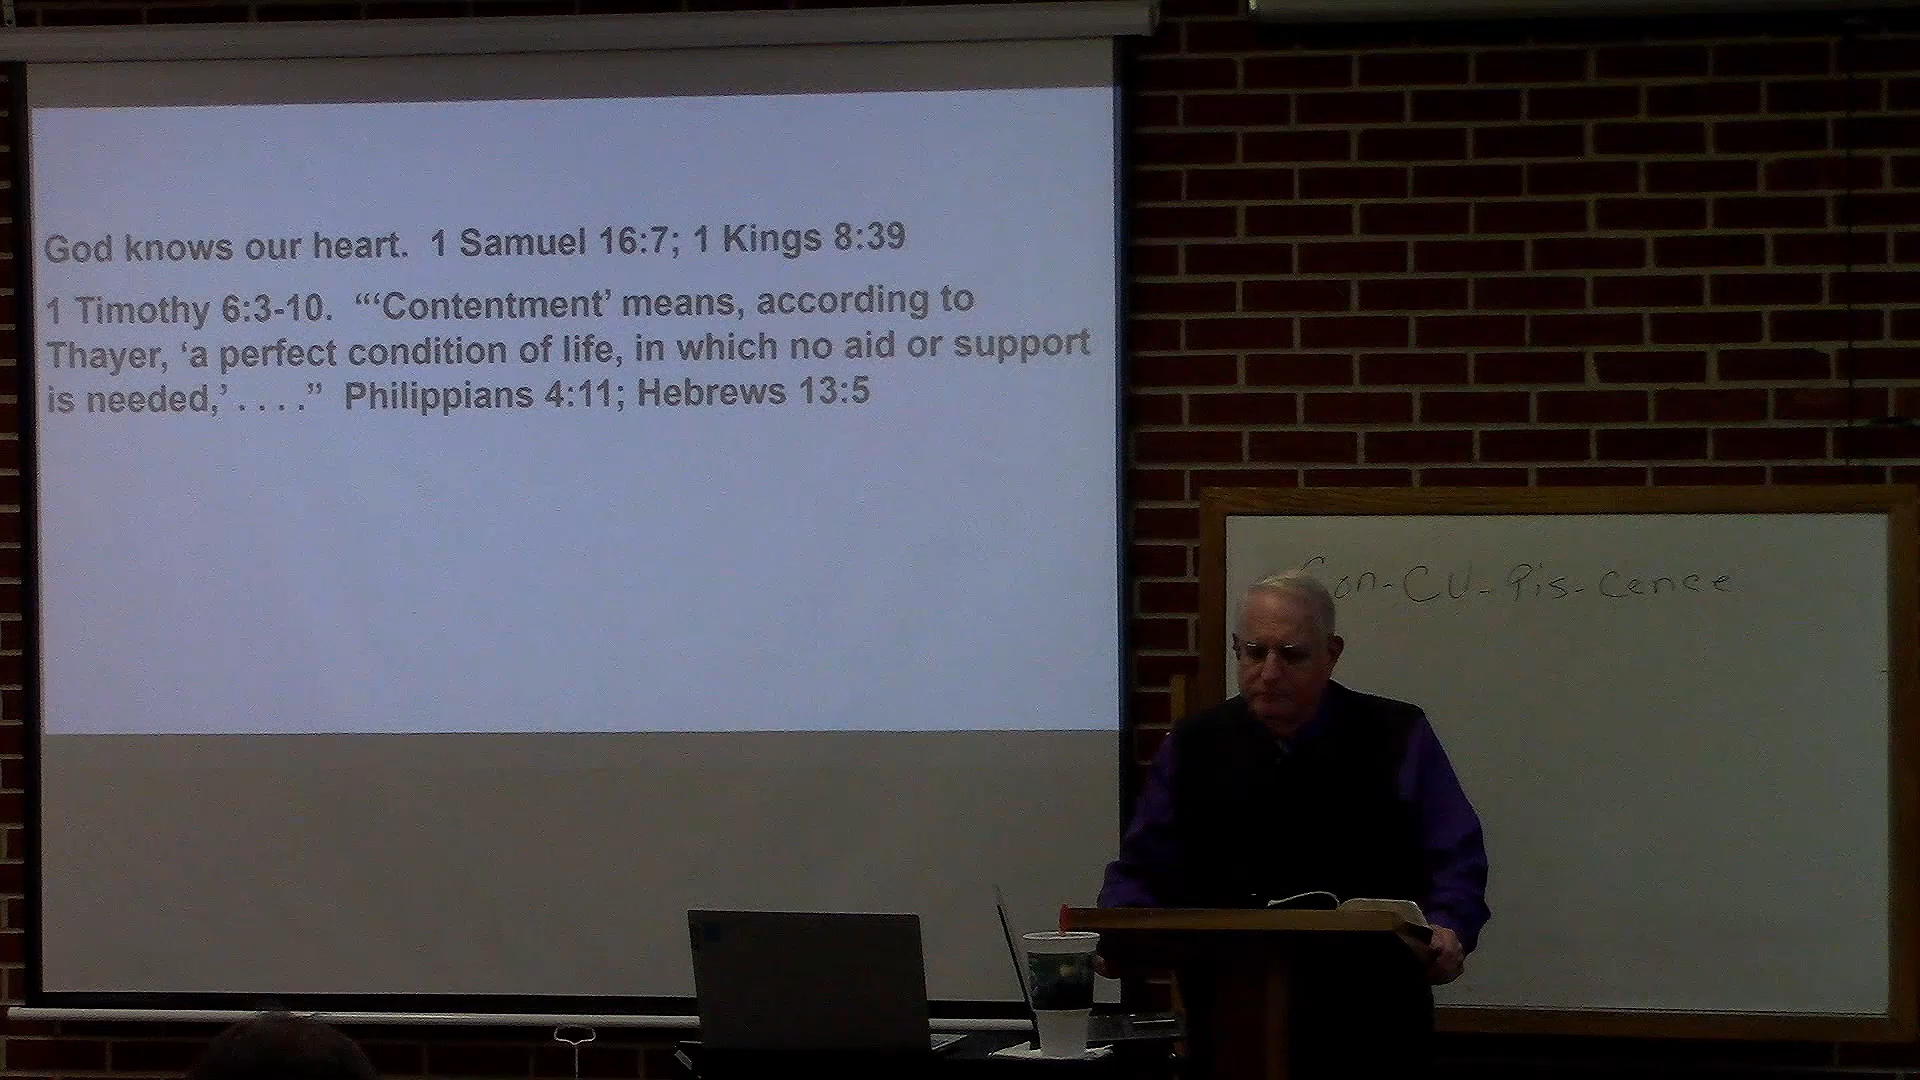 God knows our heart.  1 Samuel 16:7; 1 Kings 8:39
1 Timothy 6:3-10.  “‘Contentment’ means, according to
Thayer, ‘a perfect condition of life, in which no aid or support
is needed,’ . . . .”  Philippians 4:11; Hebrews 13:5
Con-CU-Pis-cence